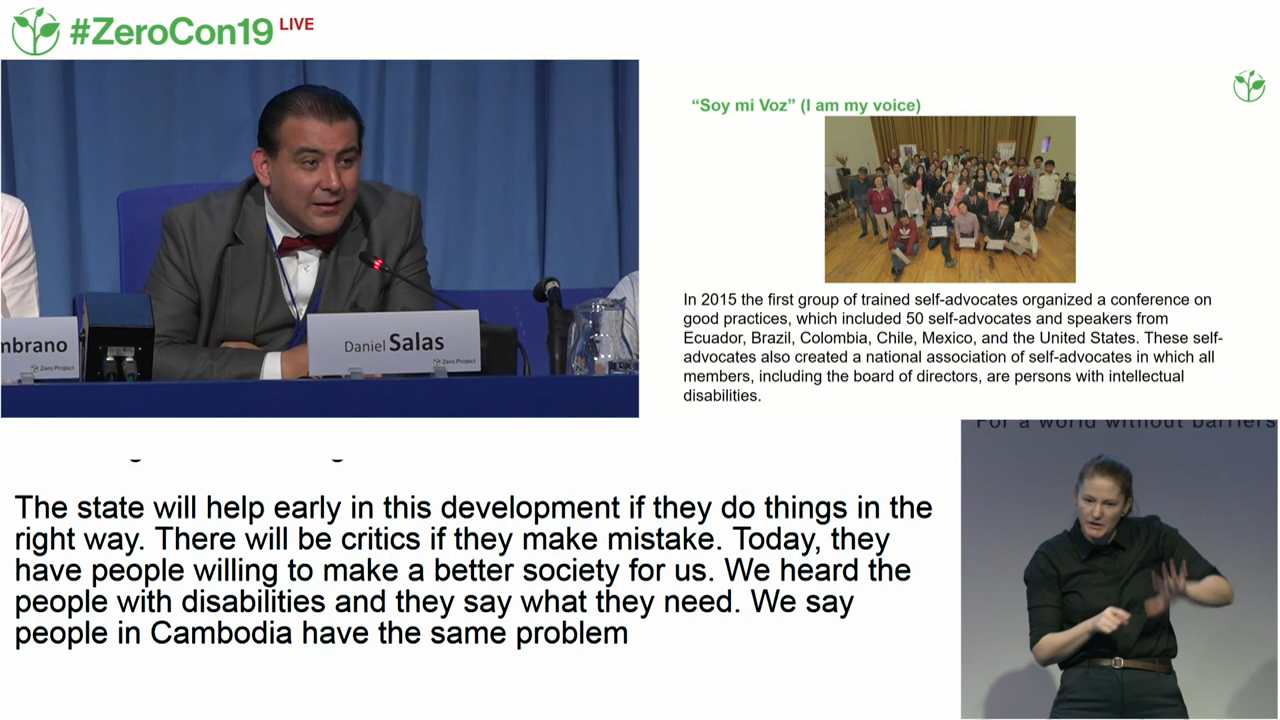 #ZeroCon19 LIVE
“Soy mi Voz” (I am my voice)
In 2015 the first group of trained self-advocates organized a conference on
good practices, which included 50 self-advocates and speakers from
Ecuador, Brazil, Colombia, Chile, Mexico, and the United States. These self-
advocates also created a national association of self-advocates in which all
members, including the board of directors, are persons with intellectual
disabilities.
mbrano
Zero Project
Daniel Salas
Zero Project
For a world without barriers
The state will help early in this development if they do things in the
right way. There will be critics if they make mistake. Today, they
have people willing to make a better society for us. We heard the
people with disabilities and they say what they need. We say
people in Cambodia have the same problem